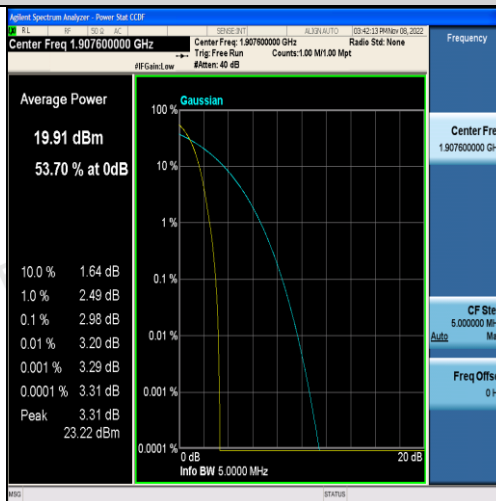 Agilent Spectrum Analyzer - Power Stat CCDF
RL RF 50 Ω AC SENSE:INT ALIGN AUTO 03:42:13 PM Nov 08, 2022
Center Freq 1.907600000 GHz
Center Freq: 1.907600000 GHz Radio Std: None
Trig: Free Run Counts:1.00 M/1.00 Mpt
#IFGain:Low #Atten: 40 dB
Frequency
Average Power
19.91 dBm
53.70 % at 0dB
10.0 % 1.64 dB
1.0 % 2.49 dB
0.1 % 2.98 dB
0.01 % 3.20 dB
0.001 % 3.29 dB
0.0001 % 3.31 dB
Peak 3.31 dB
23.22 dBm
Gaussian
100 %
10 %
1 %
0.1 %
0.01 %
0.001 %
0.0001 %
0 dB 20 dB
Info BW 5.0000 MHz
Center Fre
1.907600000 GH
CF Ste
5.000000 MH
Auto Ma
Freq Offs
0 H
MSG STATUS